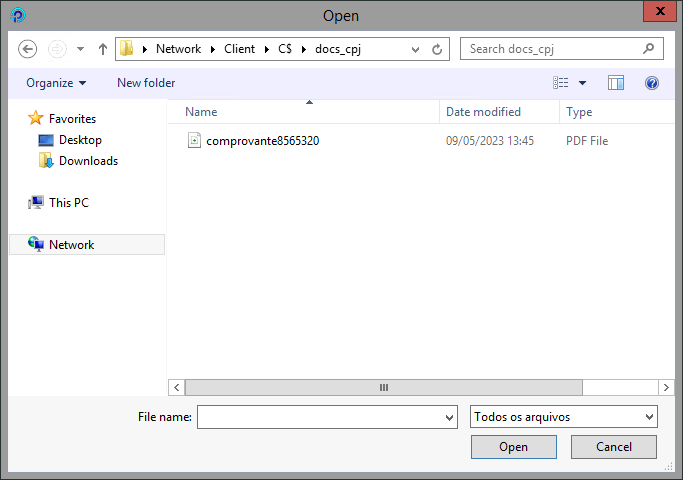 Open
Network Client C$ docs_cpj
Search docs_cpj
Organize New folder
Name Date modified Type
Favorites
Desktop
Downloads
This PC
Network
comprovante8565320 09/05/2023 13:45 PDF File
File name: Todos os arquivos
Open Cancel